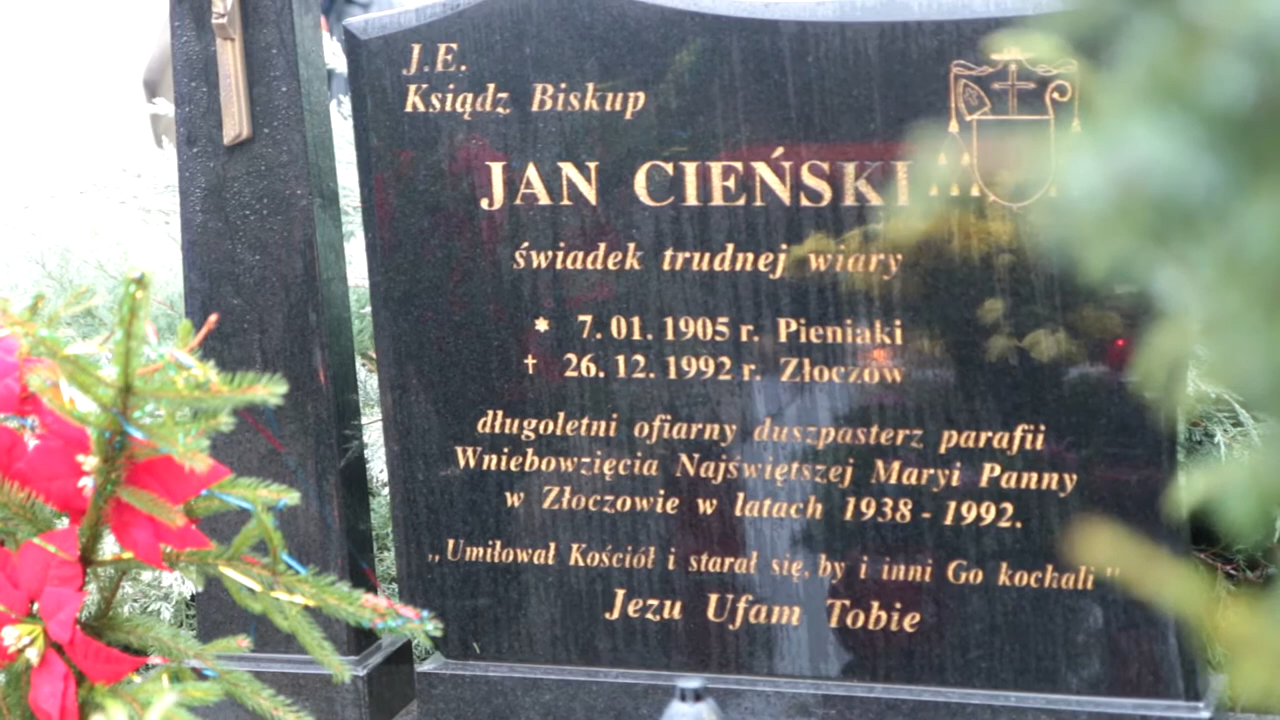 J.E.
Ksiądz Biskup
JAN CIEŃSKI
świadek trudnej wiary
* 7.01.1905 r. Pieniaki
† 26.12.1992 r. Złoczów
długoletni ofiarny duszpasterz parafii
Wniebowzięcia Najświętszej Maryi Panny
w Złoczowie w latach 1938 - 1992.
„Umiłował Kościół i starał się, by i inni Go kochali"
Jezu Ufam Tobie